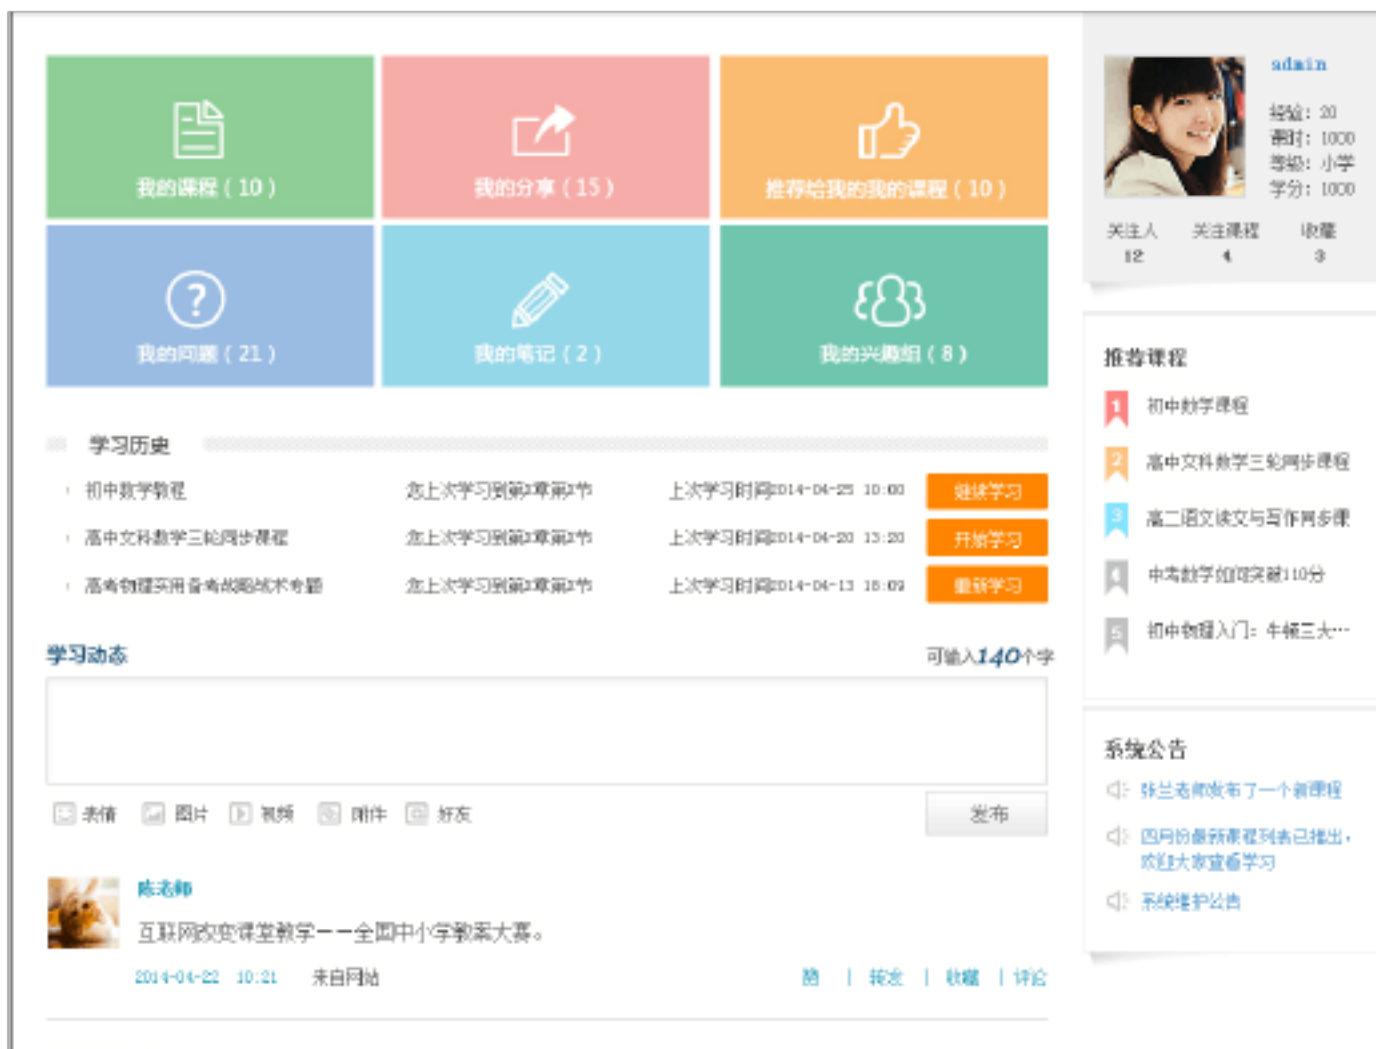 我的课程（10）
我的分享（15）
推荐给我的我的课程（10）
我的问题（21）
我的笔记（2）
我的兴趣组（8）
学习历史
初中数学教程 您上次学习到第 章第 节 上次学习时间2014-04-25 10:00 继续学习
高中文科数学三轮同步课程 您上次学习到第 章第 节 上次学习时间2014-04-20 13:20 开始学习
高考物理实用备考战略战术专题 您上次学习到第 章第 节 上次学习时间2014-04-13 18:09 重新学习
学习动态 可输入140个字
表情 图片 视频 附件 好友 发布
陈老师
互联网改变课堂教学——全国中小学教案大赛。
2014-04-22 10:21 来自网站 赞 | 转发 | 收藏 | 评论
admin
经验：20
课时：1000
等级：小学
学分：1000
关注人 关注课程 收藏
12 4 3
推荐课程
1 初中数学课程
2 高中文科数学三轮同步课程
3 高二语文读文与写作同步课
4 中考数学如何突破110分
5 初中物理入门：牛顿三大…
系统公告
张兰老师发布了一个新课程
四月份最新课程列表已推出，
欢迎大家查看学习
系统维护公告